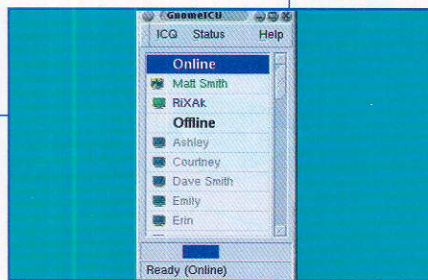 GnomeICU
ICQ Status Help
Online
Matt Smith
RiXAk
Offline
Ashley
Courtney
Dave Smith
Emily
Erin
Ready (Online)